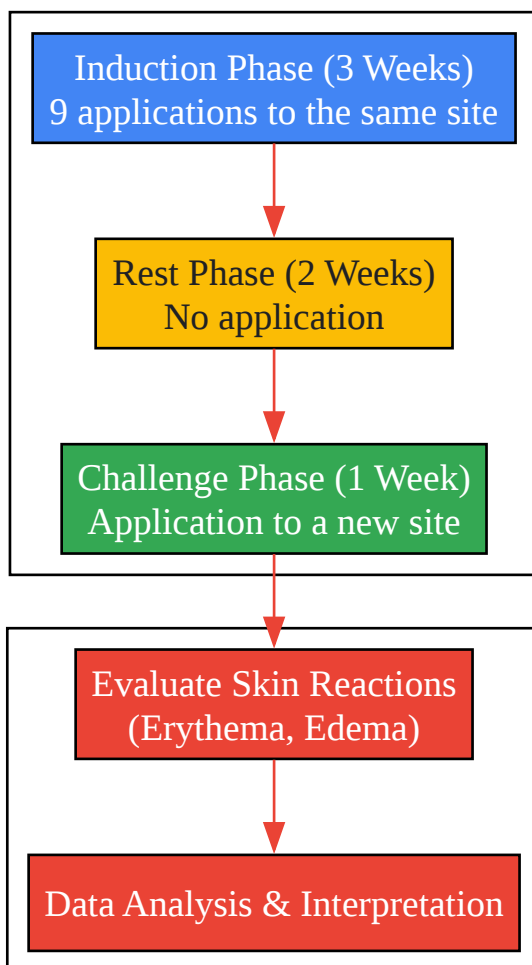 Induction Phase (3 Weeks)
9 applications to the same site
Rest Phase (2 Weeks)
No application
Challenge Phase (1 Week)
Application to a new site
Evaluate Skin Reactions
(Erythema, Edema)
Data Analysis & Interpretation